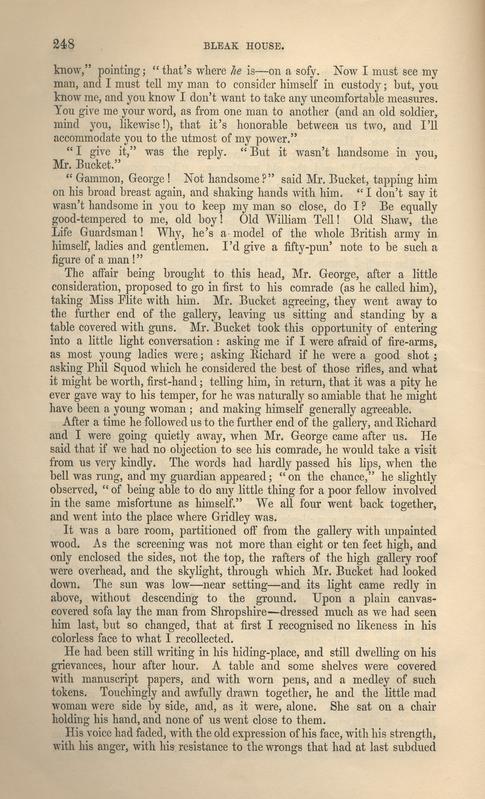 248
BLEAK HOUSE.
know,” pointing; “that’s where he is—on a sofy. Now I must see my
man, and I must tell my man to consider himself in custody; but, you
know me, and you know I don’t want to take any uncomfortable measures.
You give me your word, as from one man to another (and an old soldier,
mind you, likewise!), that it’s honorable between us two, and I’ll
accommodate you to the utmost of my power.”
“I give it,” was the reply. “But it wasn’t handsome in you,
Mr. Bucket.”
“Gammon, George! Not handsome?” said Mr. Bucket, tapping him
on his broad breast again, and shaking hands with him. “I don’t say it
wasn’t handsome in you to keep my man so close, do I? Be equally
good-tempered to me, old boy! Old William Tell! Old Shaw, the
Life Guardsman! Why, he’s a model of the whole British army in
himself, ladies and gentlemen. I’d give a fifty-pun’ note to be such a
figure of a man!”
The affair being brought to this head, Mr. George, after a little
consideration, proposed to go in first to his comrade (as he called him),
taking Miss Flite with him. Mr. Bucket agreeing, they went away to
the further end of the gallery, leaving us sitting and standing by a
table covered with guns. Mr. Bucket took this opportunity of entering
into a little light conversation: asking me if I were afraid of fire-arms,
as most young ladies were; asking Richard if he were a good shot;
asking Phil Squod which he considered the best of those rifles, and what
it might be worth, first-hand; telling him, in return, that it was a pity he
ever gave way to his temper, for he was naturally so amiable that he might
have been a young woman; and making himself generally agreeable.
After a time he followed us to the further end of the gallery, and Richard
and I were going quietly away, when Mr. George came after us. He
said that if we had no objection to see his comrade, he would take a visit
from us very kindly. The words had hardly passed his lips, when the
bell was rung, and my guardian appeared; “on the chance,” he slightly
observed, “of being able to do any little thing for a poor fellow involved
in the same misfortune as himself.” We all four went back together,
and went into the place where Gridley was.
It was a bare room, partitioned off from the gallery with unpainted
wood. As the screening was not more than eight or ten feet high, and
only enclosed the sides, not the top, the rafters of the high gallery roof
were overhead, and the skylight, through which Mr. Bucket had looked
down. The sun was low—near setting—and its light came redly in
above, without descending to the ground. Upon a plain canvas-
covered sofa lay the man from Shropshire—dressed much as we had seen
him last, but so changed, that at first I recognised no likeness in his
colorless face to what I recollected.
He had been still writing in his hiding-place, and still dwelling on his
grievances, hour after hour. A table and some shelves were covered
with manuscript papers, and with worn pens, and a medley of such
tokens. Touchingly and awfully drawn together, he and the little mad
woman were side by side, and, as it were, alone. She sat on a chair
holding his hand, and none of us went close to them.
His voice had faded, with the old expression of his face, with his strength,
with his anger, with his resistance to the wrongs that had at last subdued